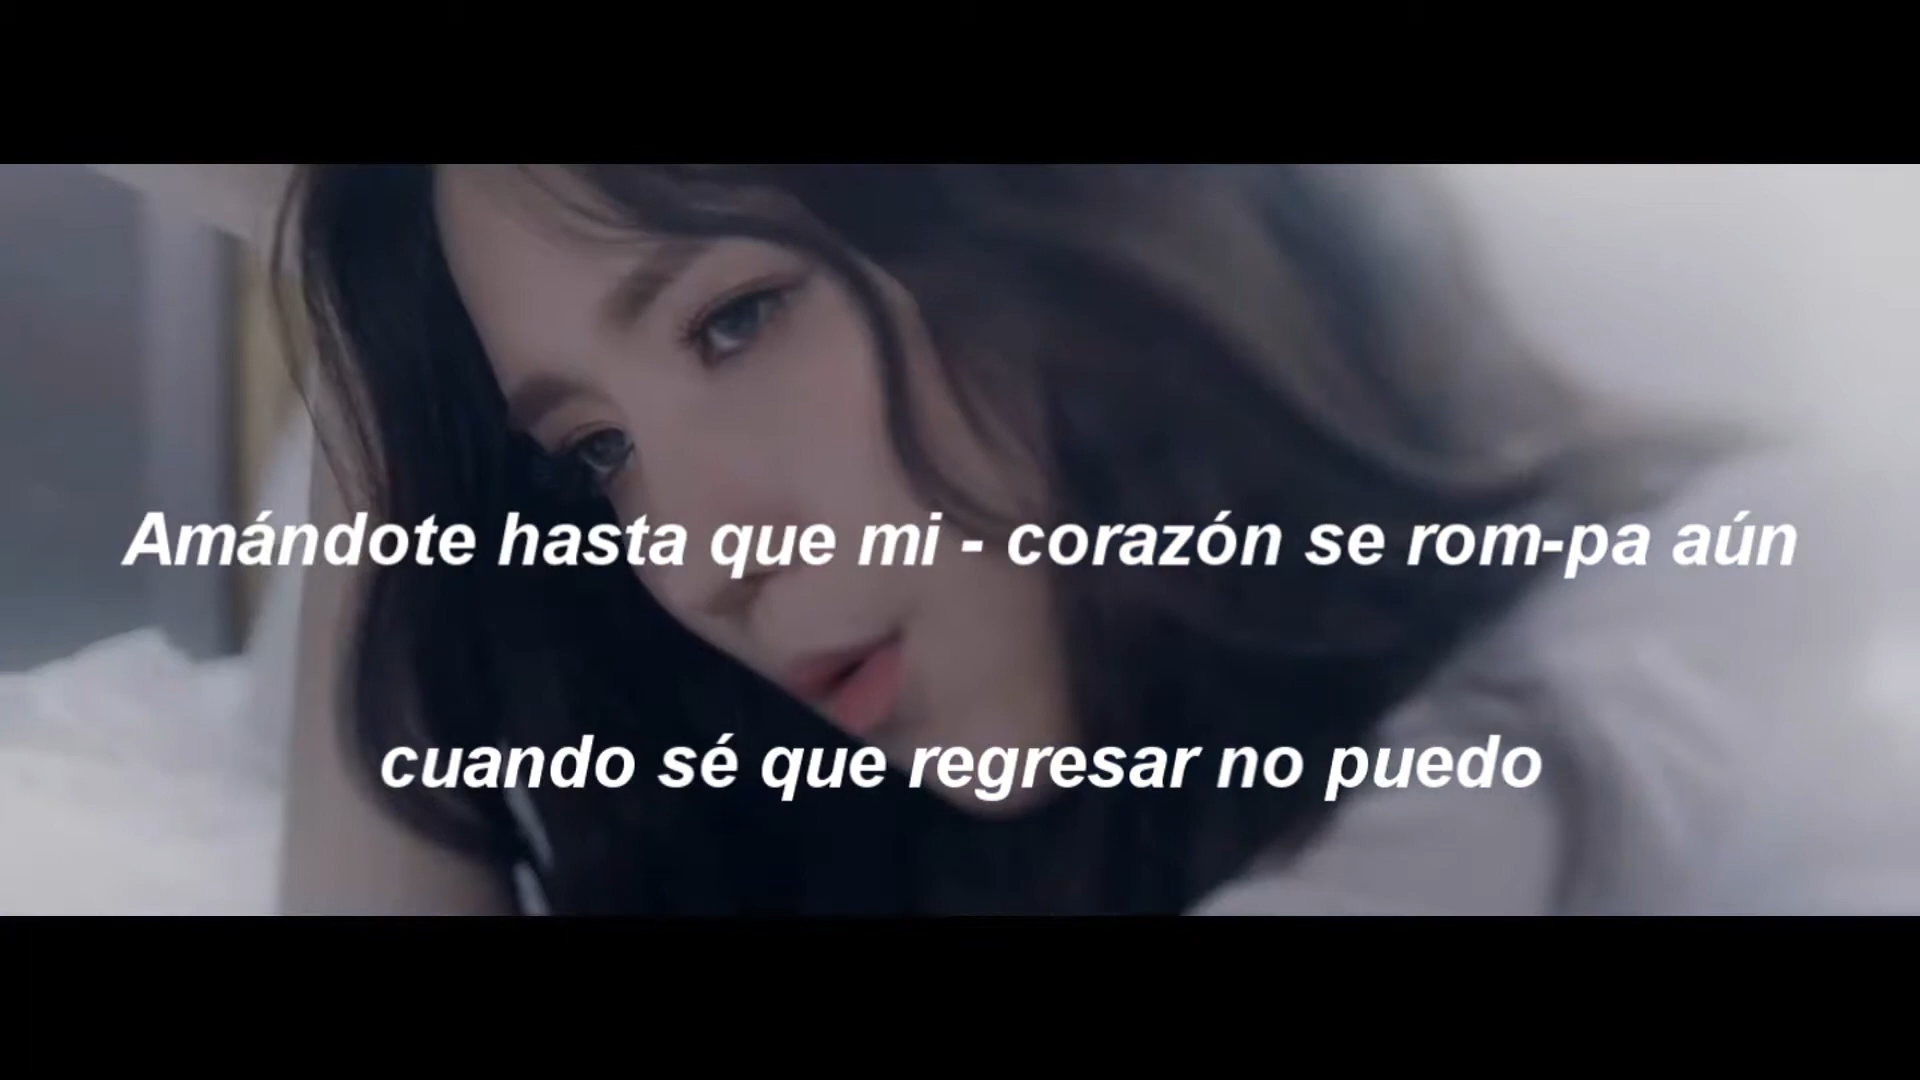 Amándote hasta que mi - corazón se rom-pa aún
cuando sé que regresar no puedo